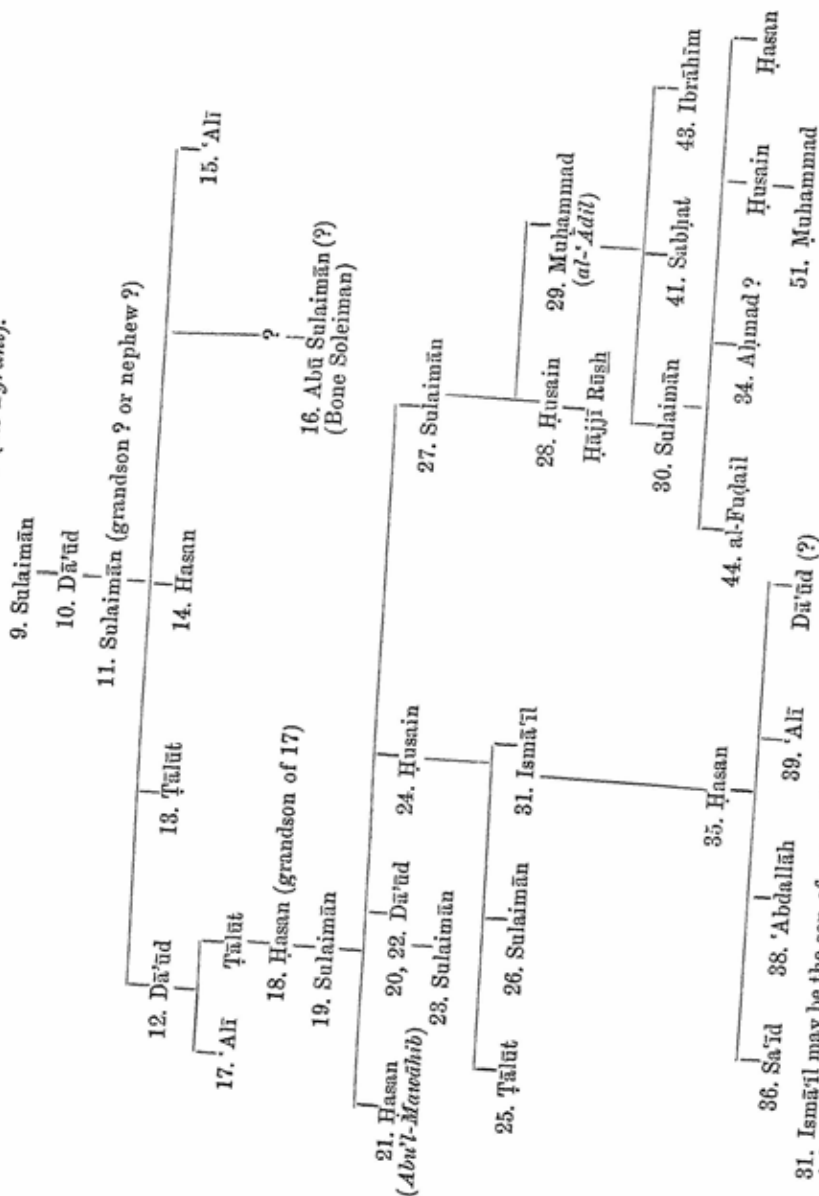 9. Sulaimān
10. Dā'ūd
11. Sulaimān (grandson ? or nephew ?)
12. Dā'ūd
13. Ṭālūt
14. Hasan
15. 'Alī
?
16. Abū Sulaimān (?)
(Bone Soleiman)
17. 'Alī
Ṭālūt
18. Ḥasan (grandson of 17)
19. Sulaimān
21. Ḥasan
(Abu'l-Mawāhib)
20, 22. Dā'ūd
24. Ḥusain
27. Sulaimān
23. Sulaimān
25. Ṭālūt
26. Sulaimān
31. Ismā'īl
28. Ḥusain
29. Muhammad
(al-'Ādil)
Ḥājjī Rūsh
30. Sulaimān
41. Sabḥat
43. Ibrāhīm
44. al-Fuḍail
34. Aḥmad ?
Ḥusain
Ḥasan
51. Muhammad
35. Ḥasan
36. Sa'īd
38. 'Abdallāh
39. 'Alī
Dā'ūd (?)
31. Ismā'īl may be the son of